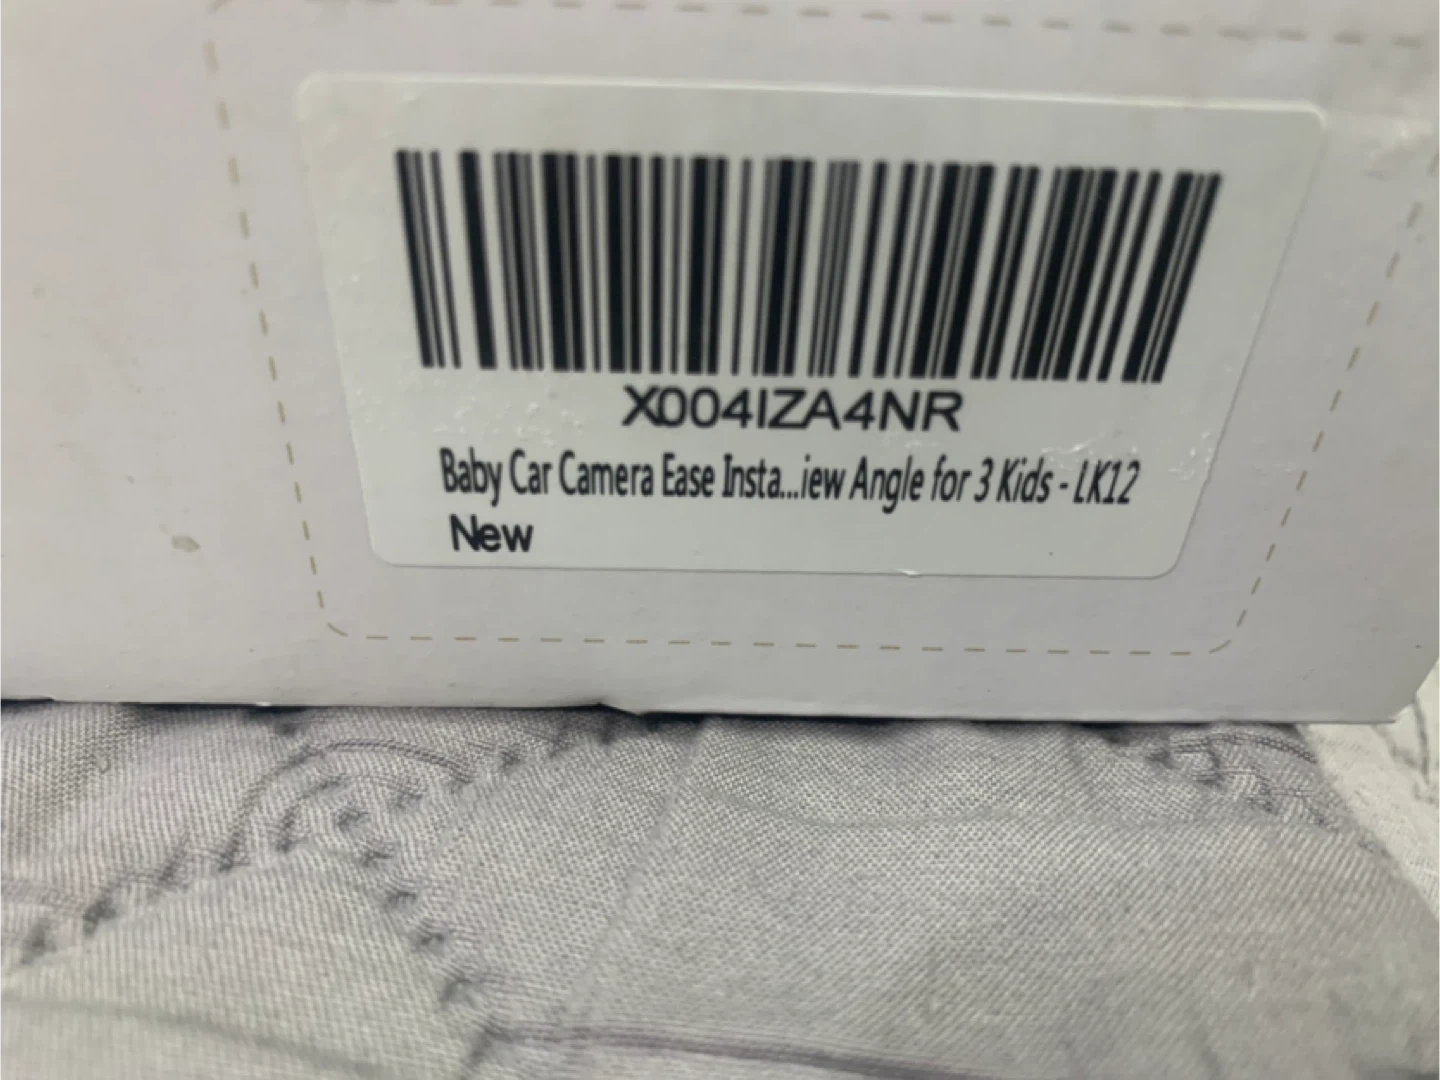 X004IZA4NR
Baby Car Camera Ease Insta...iew Angle for 3 Kids - LK12
New